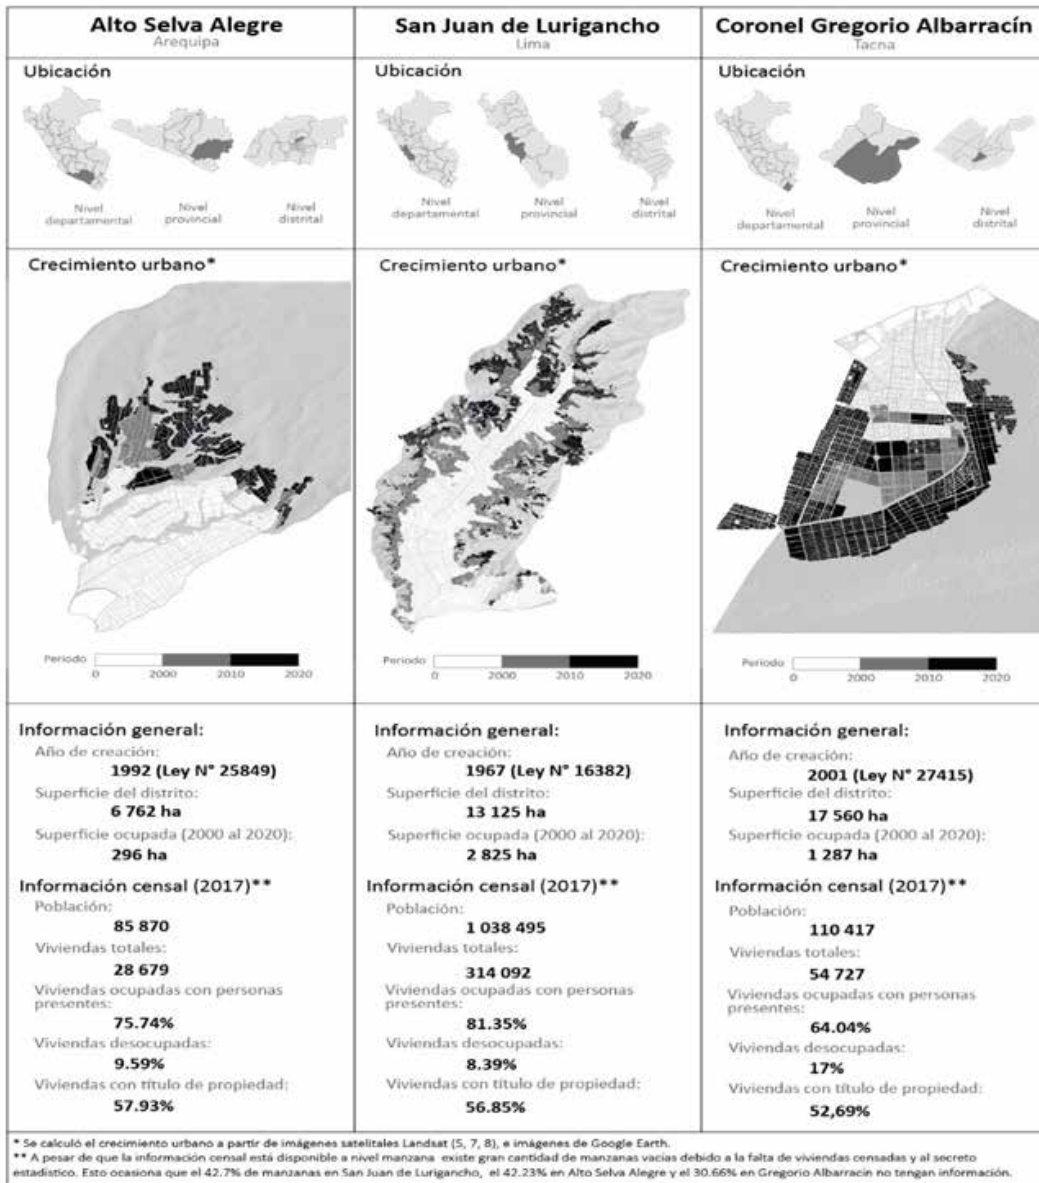 Alto Selva Alegre
Arequipa
Ubicación
Nivel departamental
Nivel provincial
Nivel distrital
Crecimiento urbano*
Periodo
0 2000 2010 2020
Información general:
Año de creación:
1992 (Ley N° 25849)
Superficie del distrito:
6 762 ha
Superficie ocupada (2000 al 2020):
296 ha
Información censal (2017)**
Población:
85 870
Viviendas totales:
28 679
Viviendas ocupadas con personas
presentes:
75.74%
Viviendas desocupadas:
9.59%
Viviendas con título de propiedad:
57.93%
San Juan de Lurigancho
Lima
Ubicación
Nivel departamental
Nivel provincial
Nivel distrital
Crecimiento urbano*
Periodo
0 2000 2010 2020
Información general:
Año de creación:
1967 (Ley N° 16382)
Superficie del distrito:
13 125 ha
Superficie ocupada (2000 al 2020):
2 825 ha
Información censal (2017)**
Población:
1 038 495
Viviendas totales:
314 092
Viviendas ocupadas con personas
presentes:
81.35%
Viviendas desocupadas:
8.39%
Viviendas con título de propiedad:
56.85%
Coronel Gregorio Albarracín
Tacna
Ubicación
Nivel departamental
Nivel provincial
Nivel distrital
Crecimiento urbano*
Periodo
0 2000 2010 2020
Información general:
Año de creación:
2001 (Ley N° 27415)
Superficie del distrito:
17 560 ha
Superficie ocupada (2000 al 2020):
1 287 ha
Información censal (2017)**
Población:
110 417
Viviendas totales:
54 727
Viviendas ocupadas con personas
presentes:
64.04%
Viviendas desocupadas:
17%
Viviendas con título de propiedad:
52,69%
* Se calculó el crecimiento urbano a partir de imágenes satelitales Landsat (5, 7, 8), e imágenes de Google Earth.
** A pesar de que la información censal está disponible a nivel manzana existe gran cantidad de manzanas vacías debido a la falta de viviendas censadas y al secreto
estadístico. Esto ocasiona que el 42.7% de manzanas en San Juan de Lurigancho, el 42.23% en Alto Selva Alegre y el 30.66% en Gregorio Albarracin no tengan información.